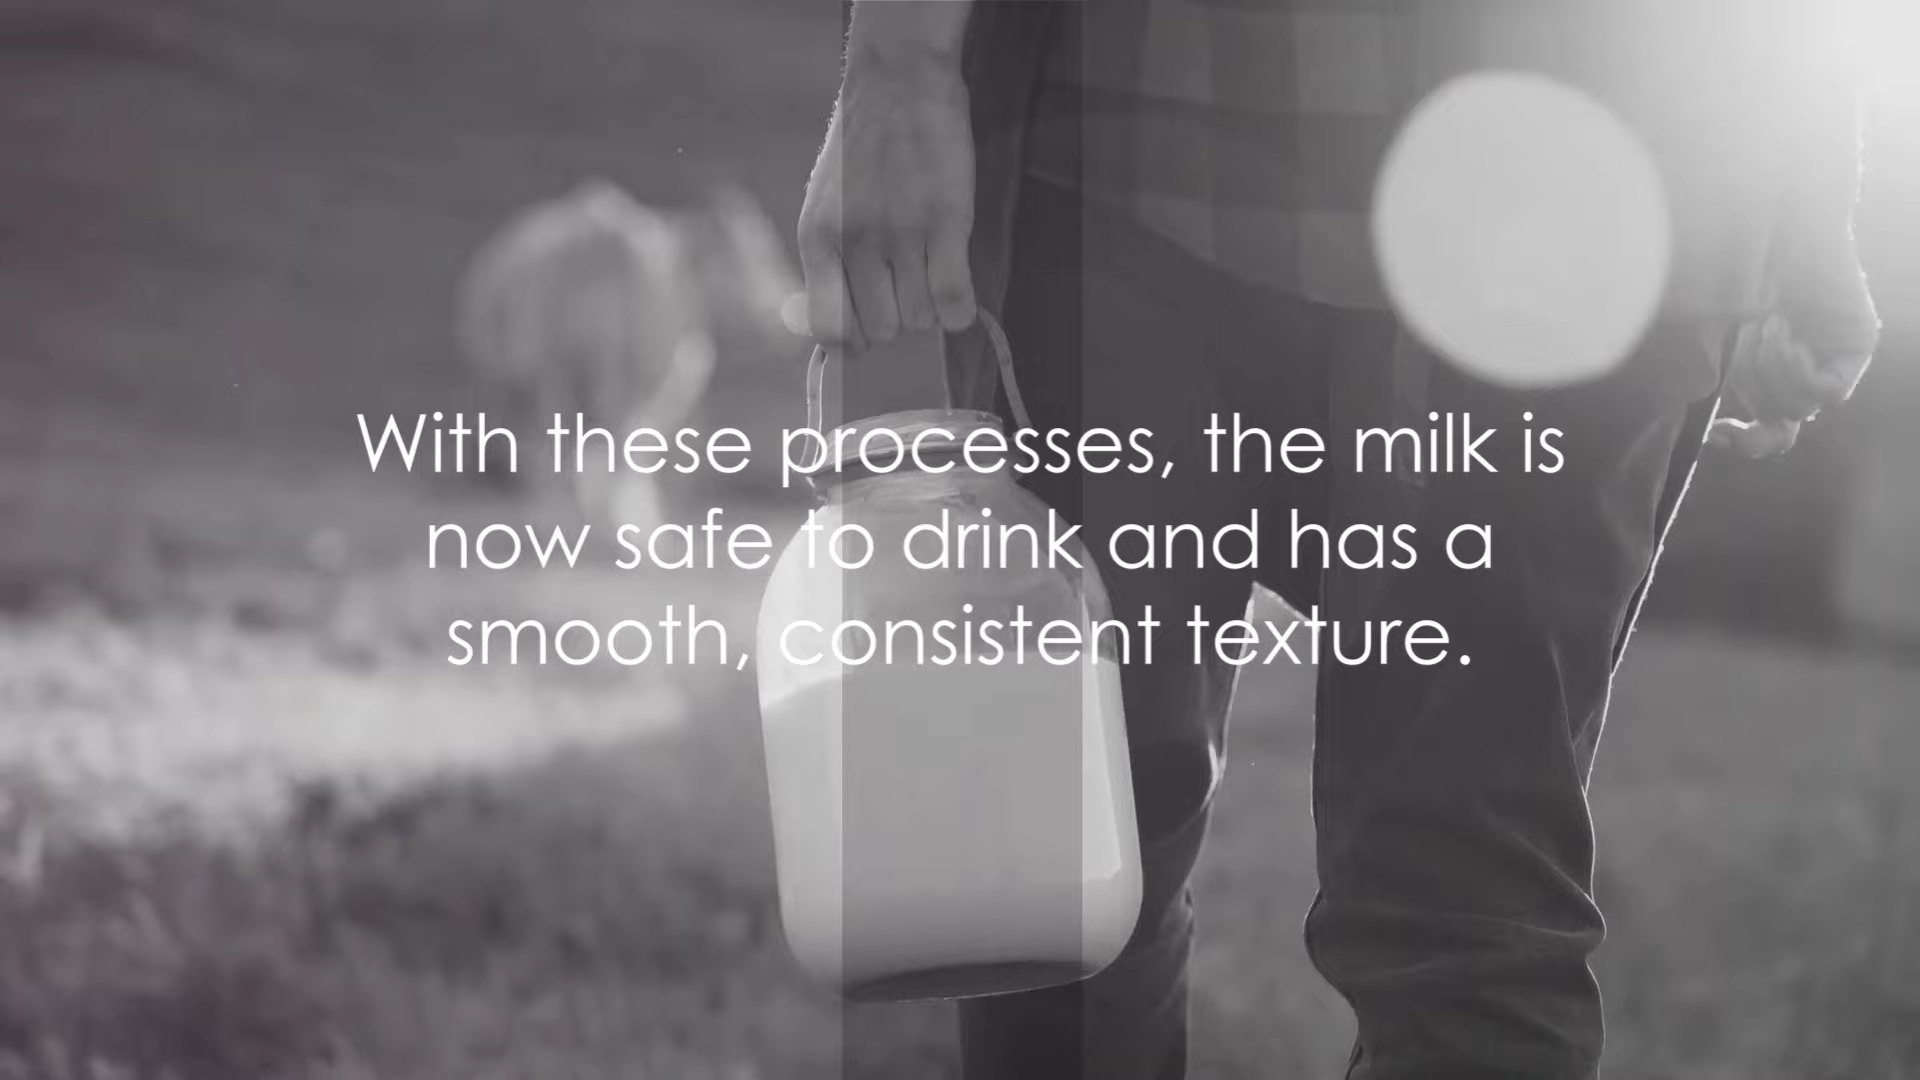 With these processes, the milk is
now safe to drink and has a
smooth, consistent texture.